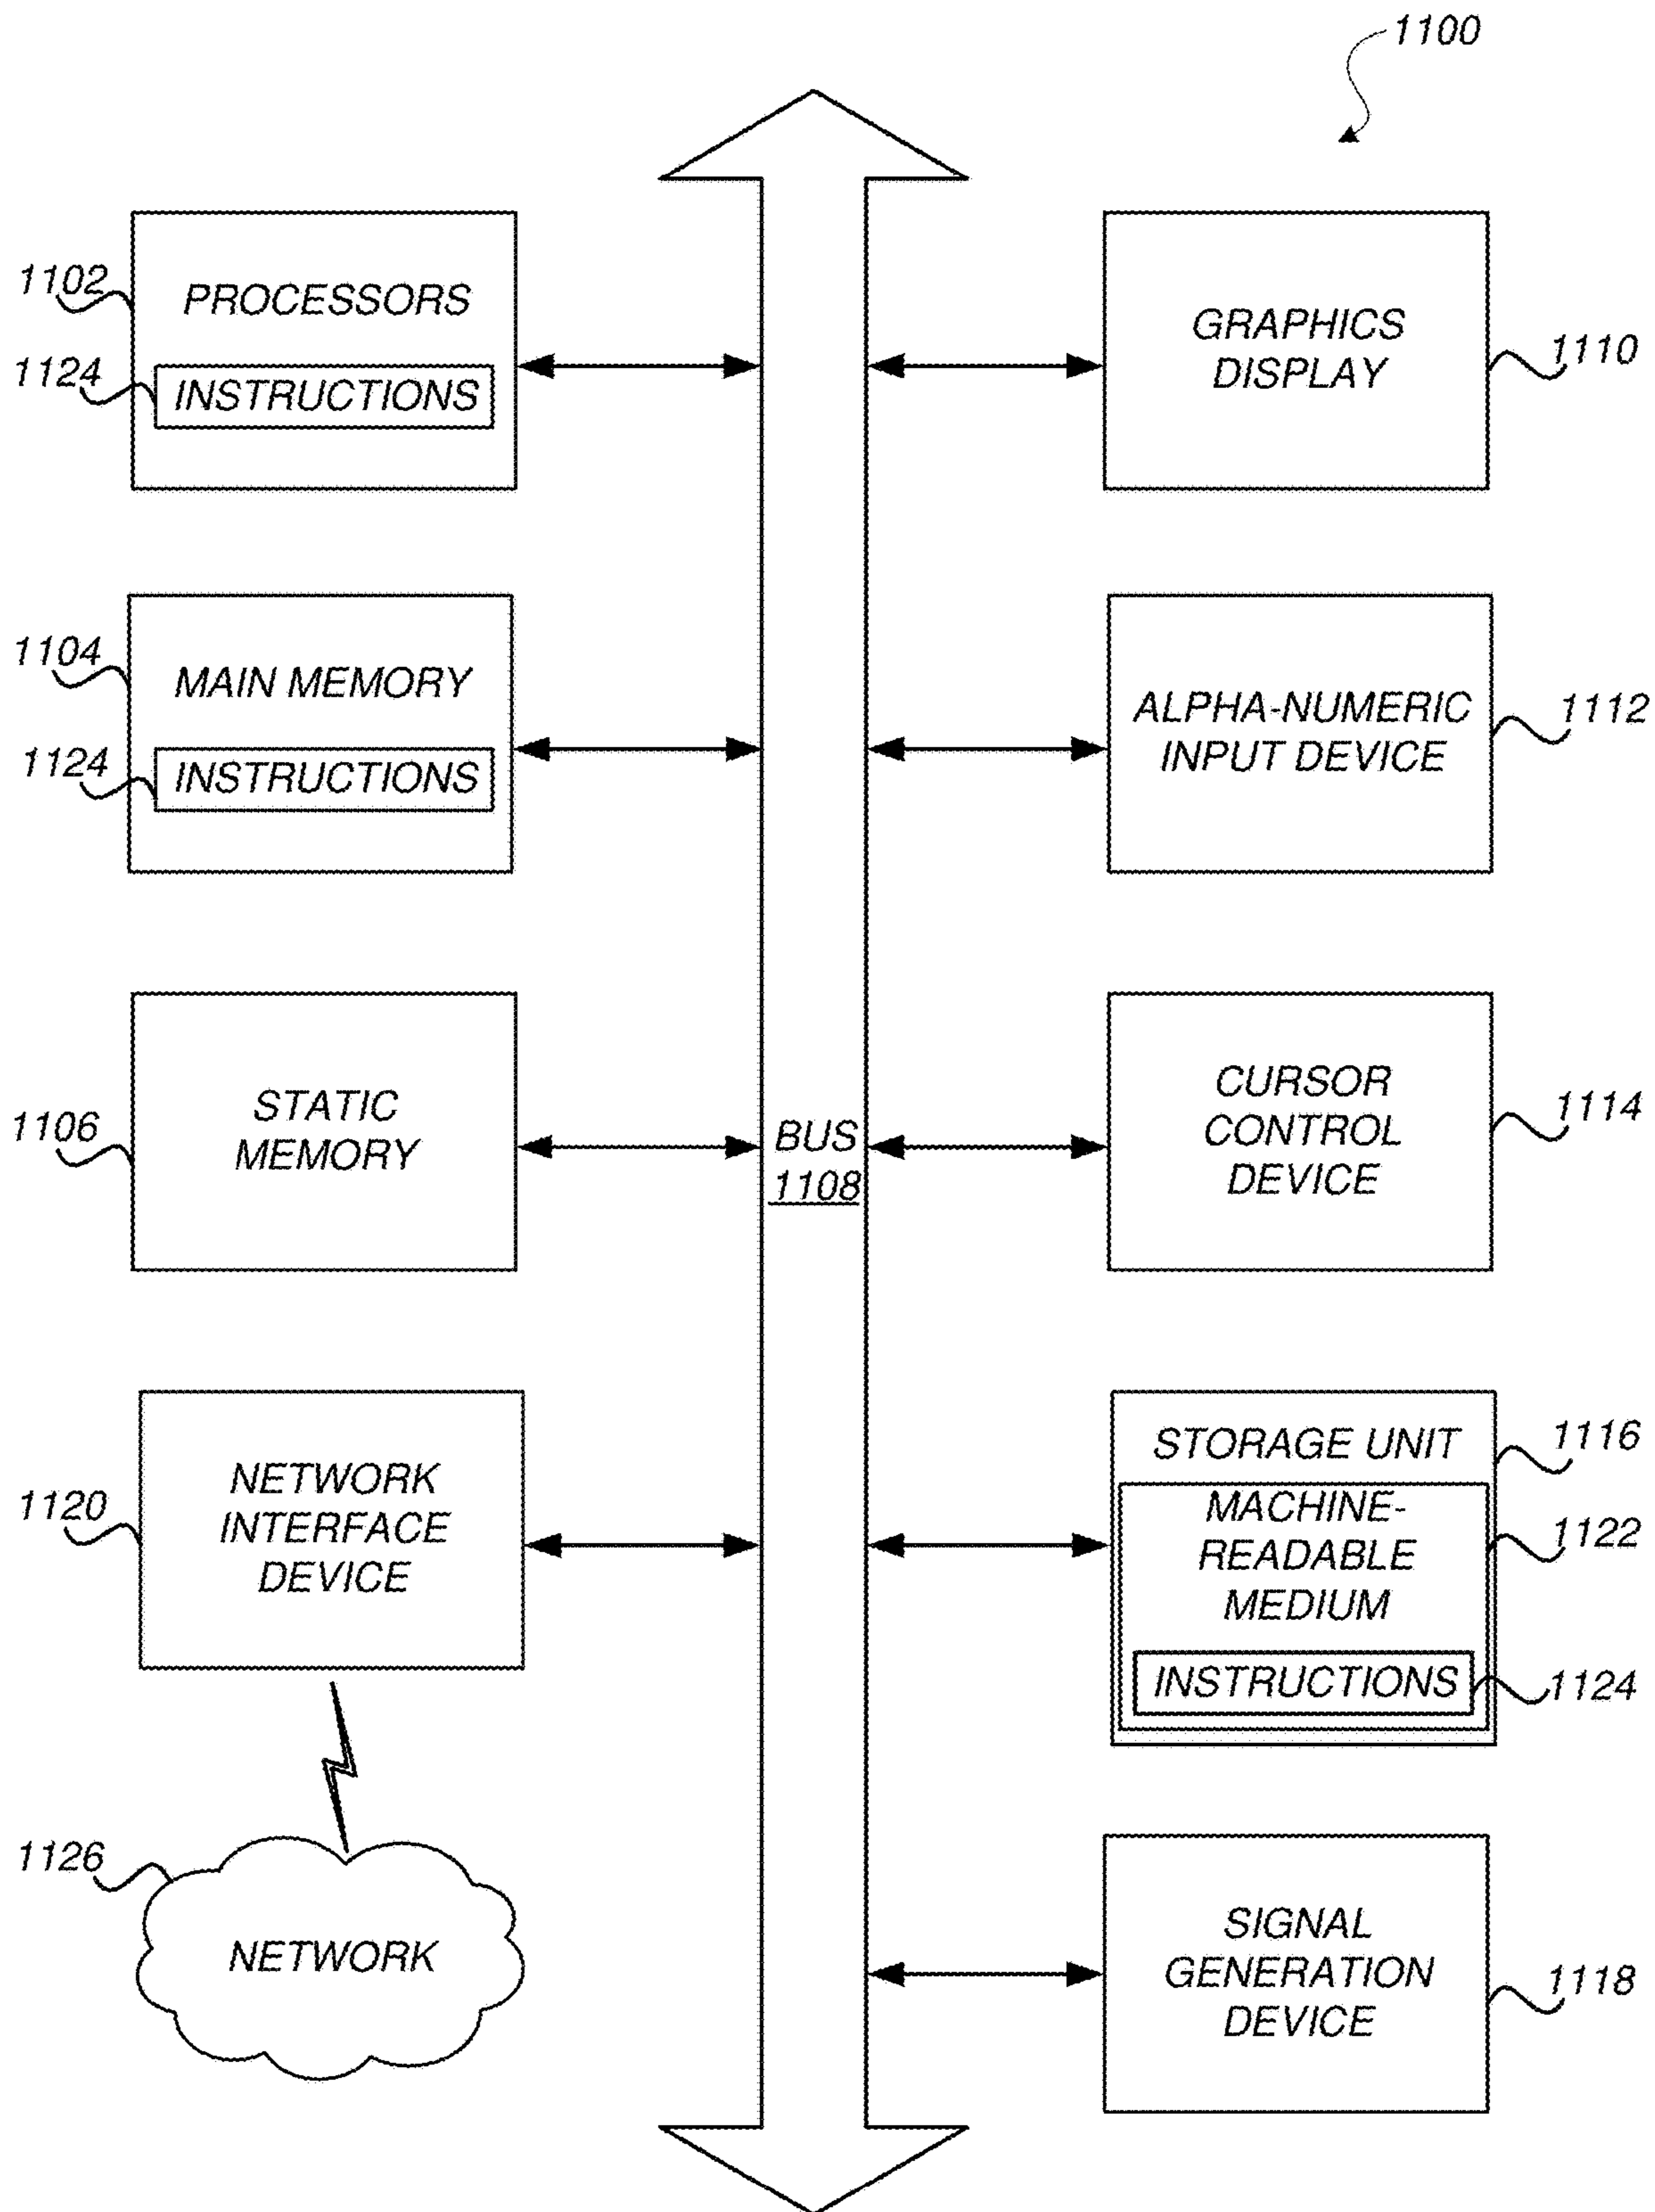 1100
1102
PROCESSORS
1124
INSTRUCTIONS
GRAPHICS
DISPLAY
1110
1104
MAIN MEMORY
1124
INSTRUCTIONS
ALPHA-NUMERIC
INPUT DEVICE
1112
1106
STATIC
MEMORY
BUS
1108
CURSOR
CONTROL
DEVICE
1114
1120
NETWORK
INTERFACE
DEVICE
STORAGE UNIT
1116
MACHINE-
READABLE
MEDIUM
1122
INSTRUCTIONS
1124
1126
NETWORK
SIGNAL
GENERATION
DEVICE
1118